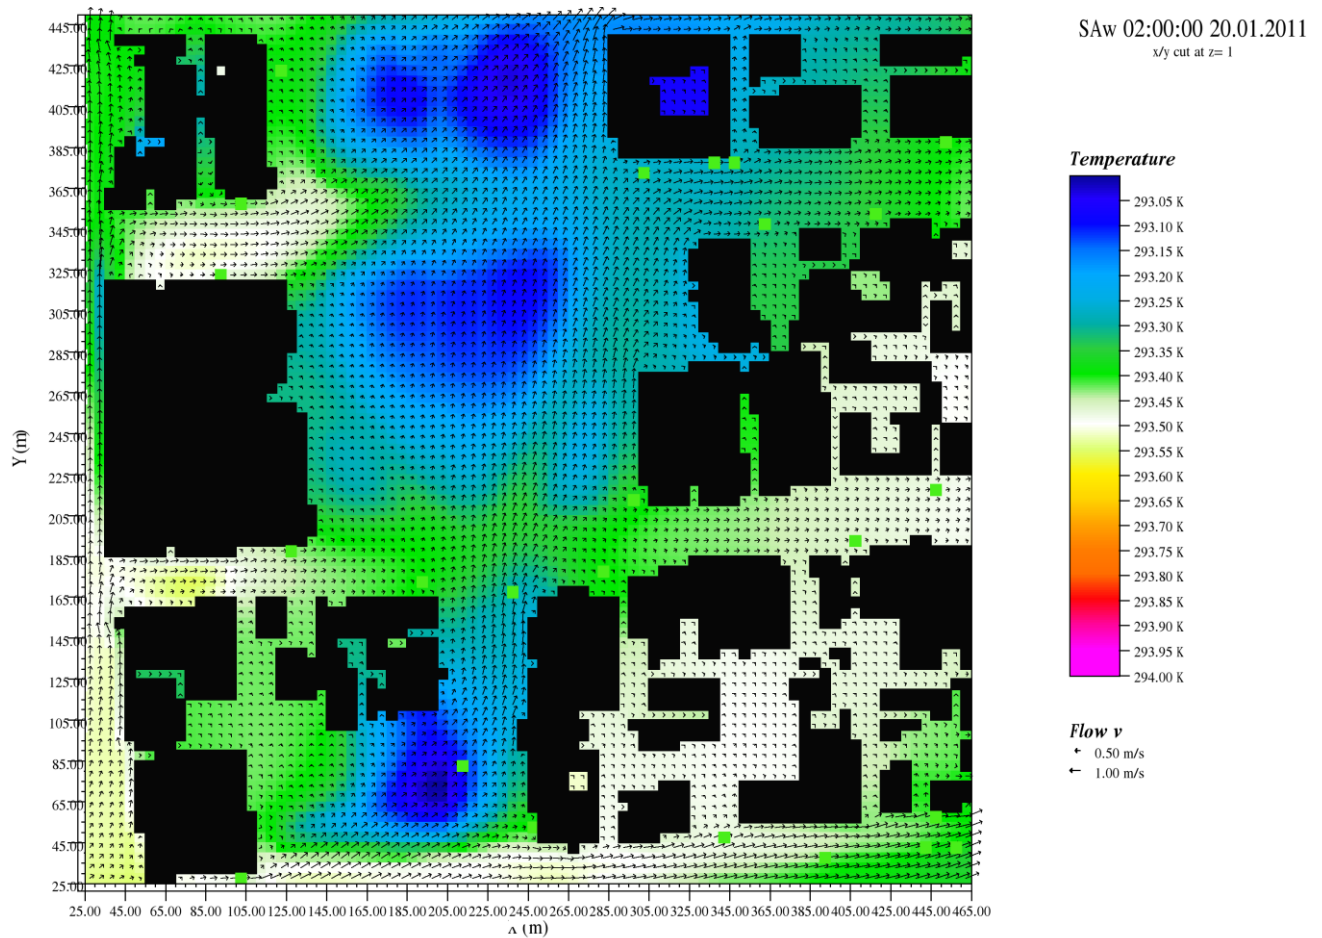 SAw 02:00:00 20.01.2011
x/y cut at z= 1
Temperature
293.05 K
293.10 K
293.15 K
293.20 K
293.25 K
293.30 K
293.35 K
293.40 K
293.45 K
293.50 K
293.60 K
293.65 K
293.70 K
293.75 K
293.80 K
293.85 K
293.90 K
293.95 K
294.00 K
Flow v
0.50 m/s
1.00 m/s
Y (m)
445.00
425.00
405.00
385.00
365.00
345.00
325.00
305.00
285.00
265.00
245.00
225.00
205.00
185.00
165.00
145.00
125.00
105.00
85.00
65.00
45.00
25.00
25.00 45.00 65.00 85.00 105.00 125.00 145.00 165.00 185.00 205.00 225.00 245.00 265.00 285.00 305.00 325.00 345.00 365.00 385.00 405.00 425.00 445.00 465.00
X (m)